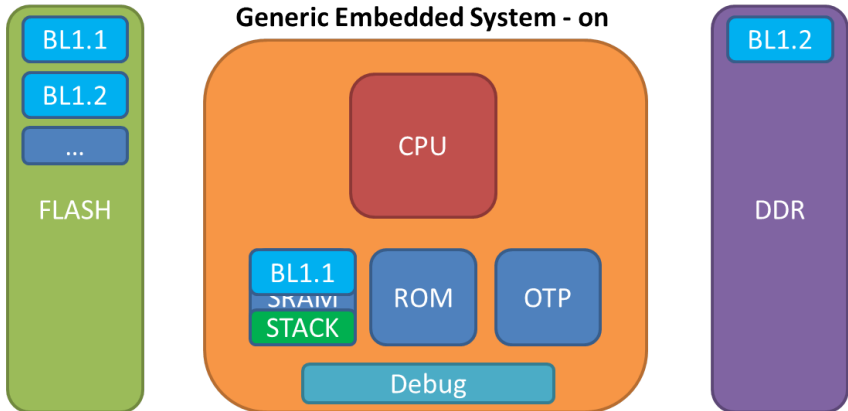 Generic Embedded System - on
BL1.1
BL1.2
...
FLASH
CPU
BL1.1
SRAM
STACK
ROM
OTP
Debug
BL1.2
DDR